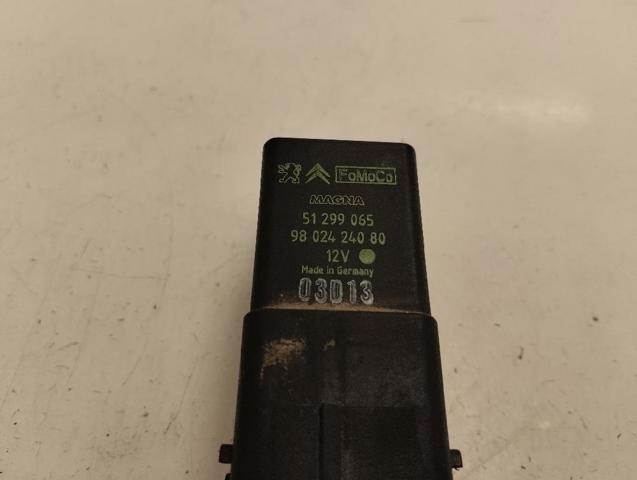 FoMoCo
MAGNA
51 299 065
98 024 240 80
12V
Made in Germany
03D13